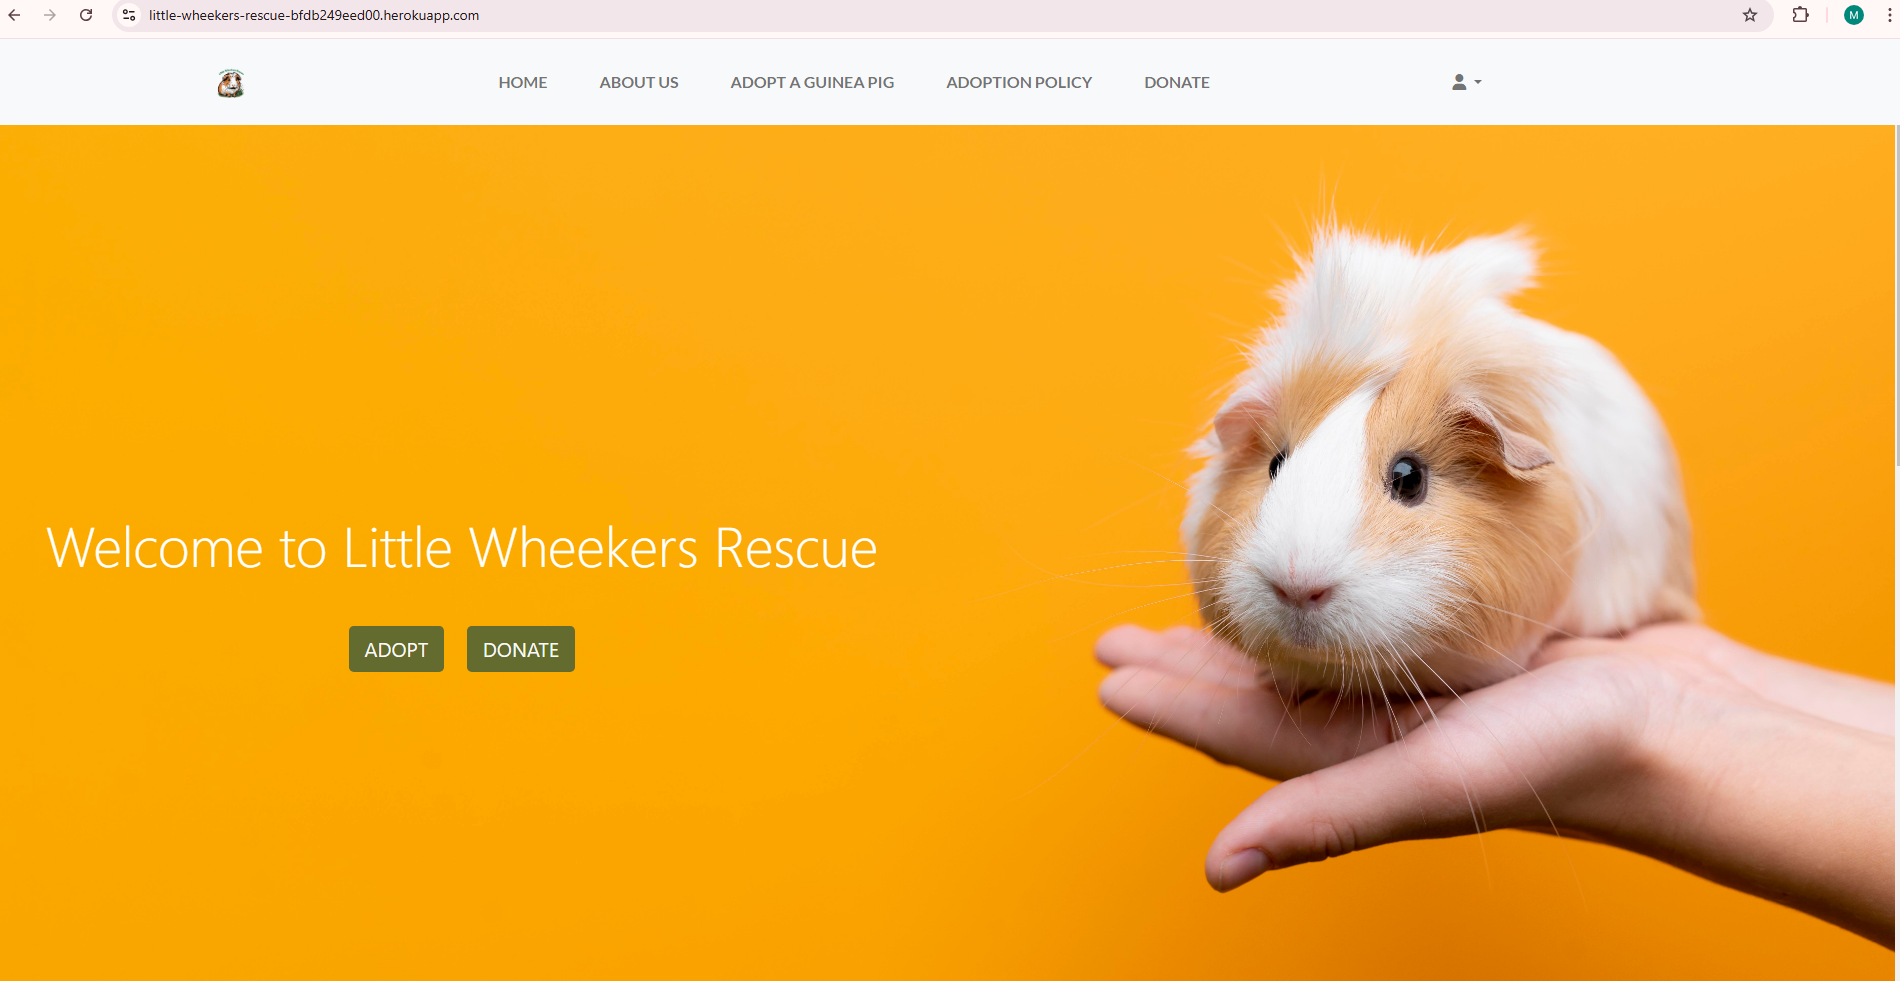 little-wheekers-rescue-bfdb249eed00.herokuapp.com
M
HOME ABOUT US ADOPT A GUINEA PIG ADOPTION POLICY DONATE
Welcome to Little Wheekers Rescue
ADOPT DONATE